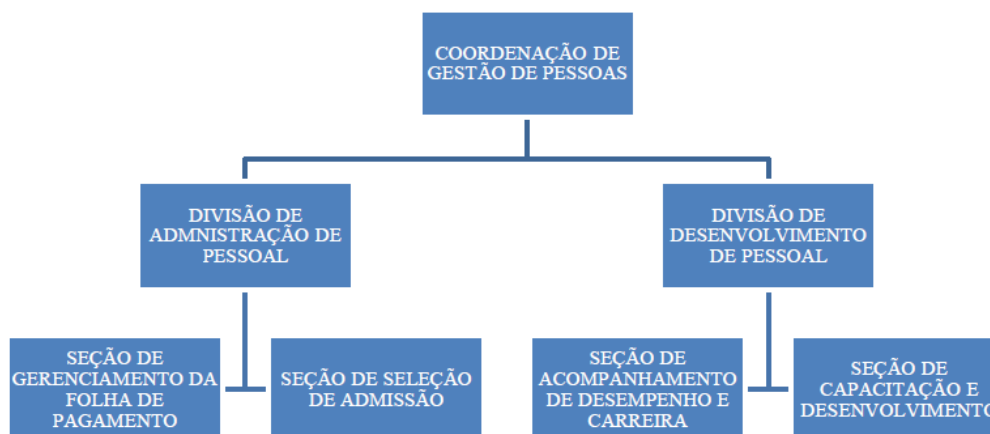 COORDENAÇÃO DE
GESTÃO DE PESSOAS
DIVISÃO DE
ADMNISTRAÇÃO DE
PESSOAL
DIVISÃO DE
DESENVOLVIMENTO
DE PESSOAL
SEÇÃO DE
GERENCIAMENTO DA
FOLHA DE
PAGAMENTO
SEÇÃO DE SELEÇÃO
DE ADMISSÃO
SEÇÃO DE
ACOMPANHAMENTO
DE DESEMPENHO E
CARREIRA
SEÇÃO DE
CAPACITAÇÃO E
DESENVOLVIMENTO